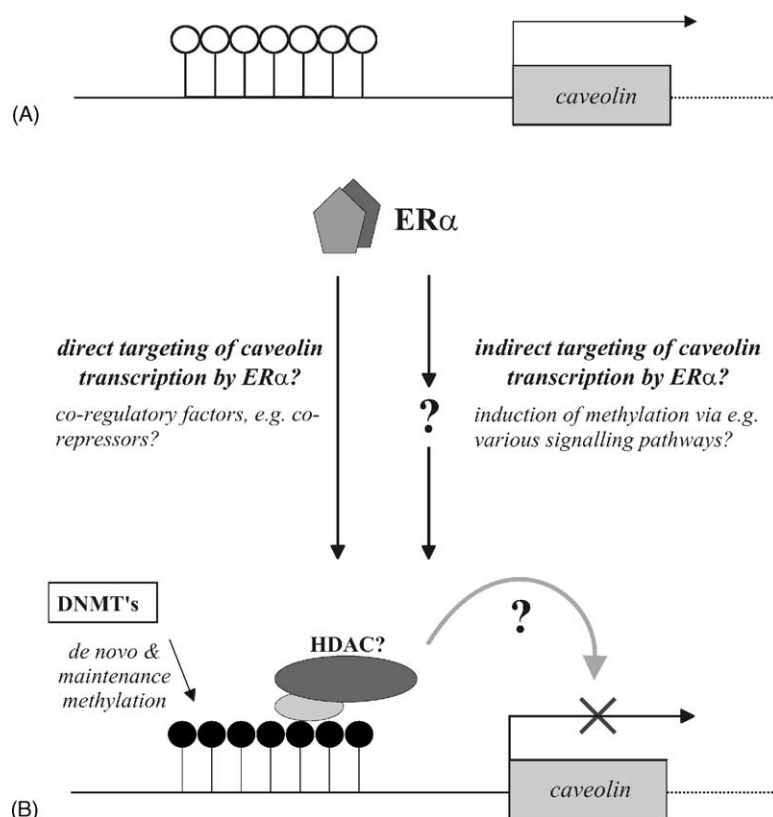 caveolin
(A)
ERα
direct targeting of caveolin
transcription by ERα?
co-regulatory factors, e.g. co-
repressors?
indirect targeting of caveolin
transcription by ERα?
induction of methylation via e.g.
various signalling pathways?
?
DNMT's
de novo &
maintenance
methylation
HDAC?
?
caveolin
(B)